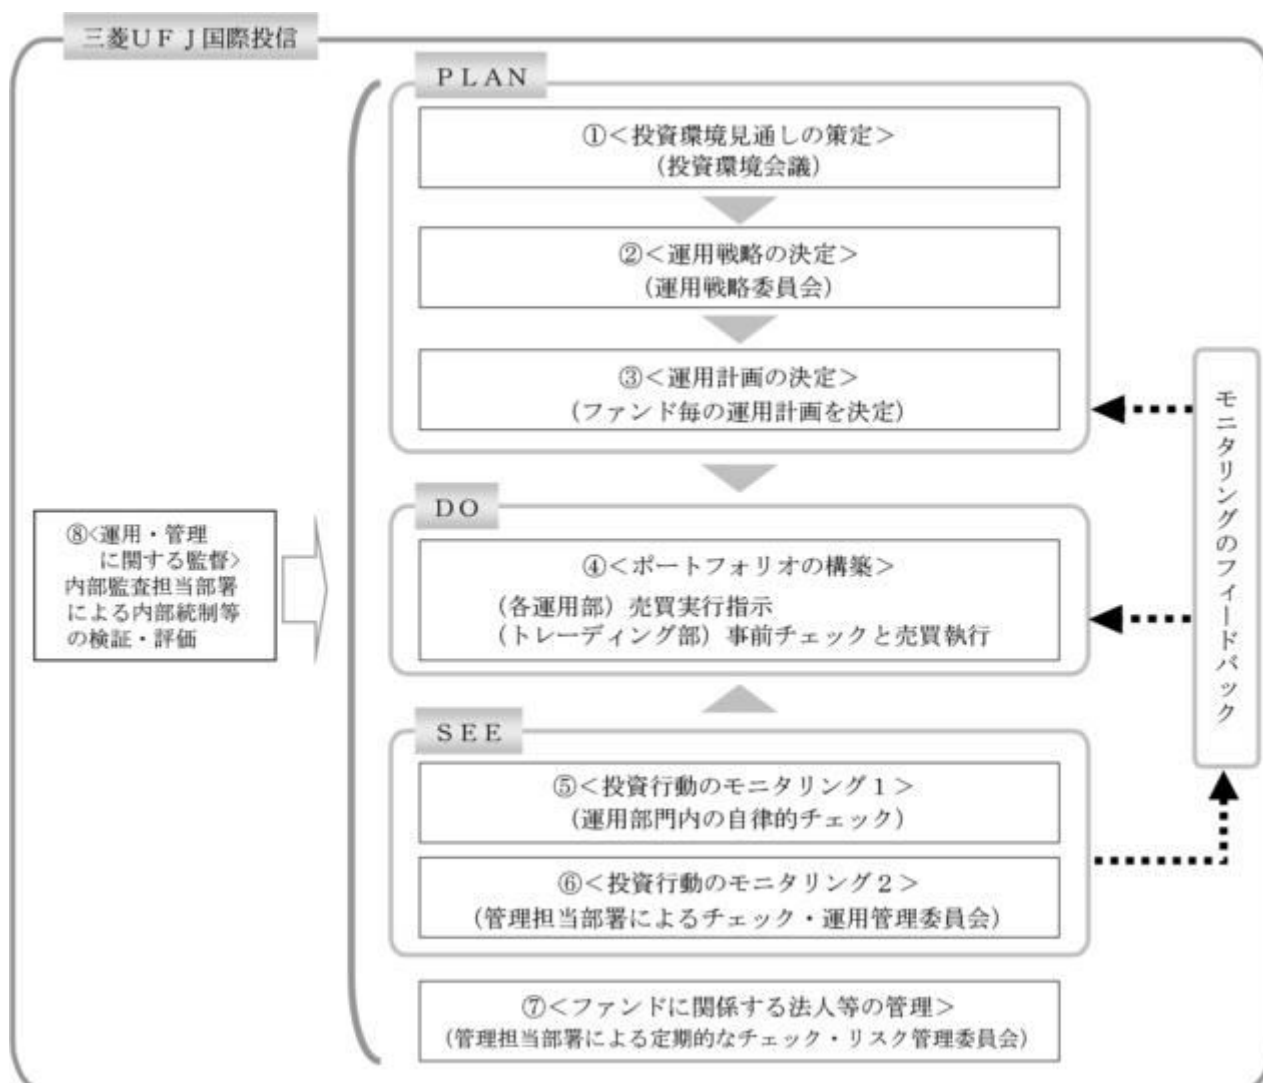 三菱ＵＦＪ国際投信
ＰＬＡＮ
①＜投資環境見通しの策定＞
（投資環境会議）
②＜運用戦略の決定＞
（運用戦略委員会）
③＜運用計画の決定＞
（ファンド毎の運用計画を決定）
ＤＯ
④＜ポートフォリオの構築＞
（各運用部）売買実行指示
（トレーディング部）事前チェックと売買執行
ＳＥＥ
⑤＜投資行動のモニタリング１＞
（運用部門内の自律的チェック）
⑥＜投資行動のモニタリング２＞
（管理担当部署によるチェック・運用管理委員会）
⑦＜ファンドに関係する法人等の管理＞
（管理担当部署による定期的なチェック・リスク管理委員会）
⑧<運用・管理
に関する監督>
内部監査担当部署
による内部統制等
の検証・評価
モニタリングのフィードバック